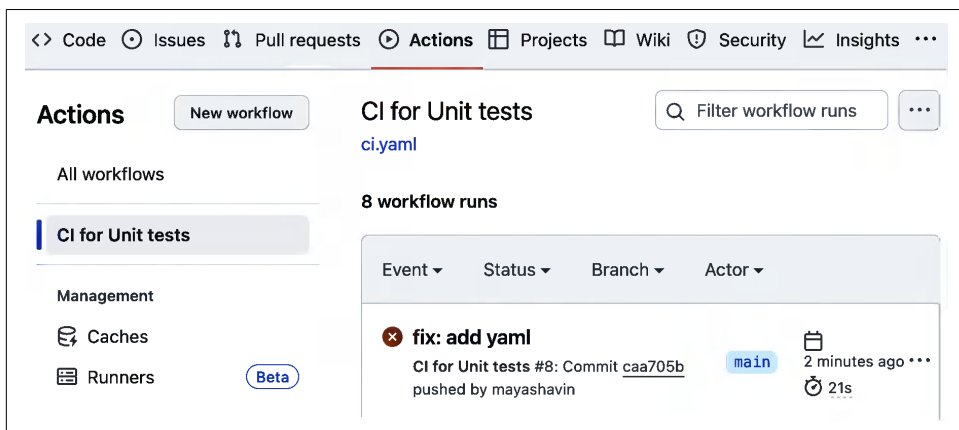 Code Issues Pull requests Actions Projects Wiki Security Insights ...
Actions New workflow
All workflows
CI for Unit tests
Management
Caches
Runners Beta
CI for Unit tests
ci.yaml
Filter workflow runs ...
8 workflow runs
Event Status Branch Actor
fix: add yaml
CI for Unit tests #8: Commit caa705b
pushed by mayashavin
main
2 minutes ago ...
21s